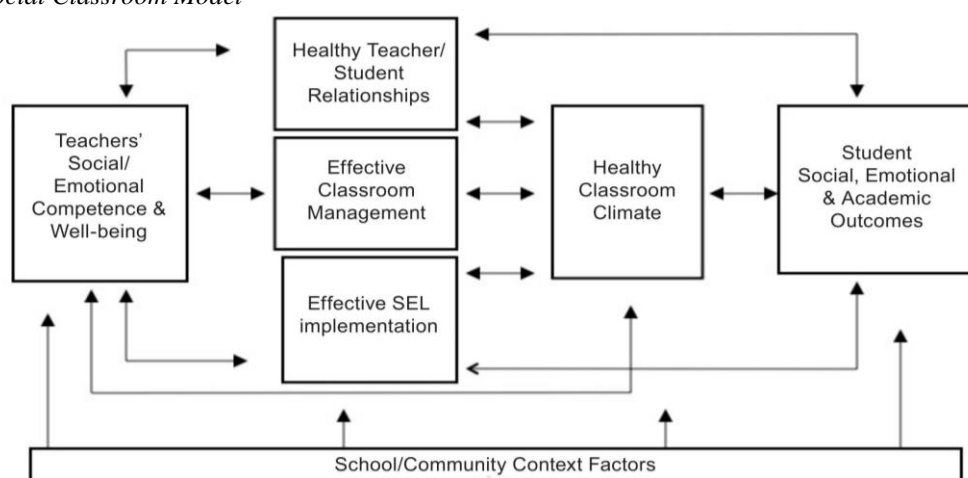 Social Classroom Model
Healthy Teacher/
Student
Relationships
Teachers'
Social/
Emotional
Competence &
Well-being
Effective
Classroom
Management
Healthy
Classroom
Climate
Student
Social, Emotional
& Academic
Outcomes
Effective SEL
implementation
School/Community Context Factors